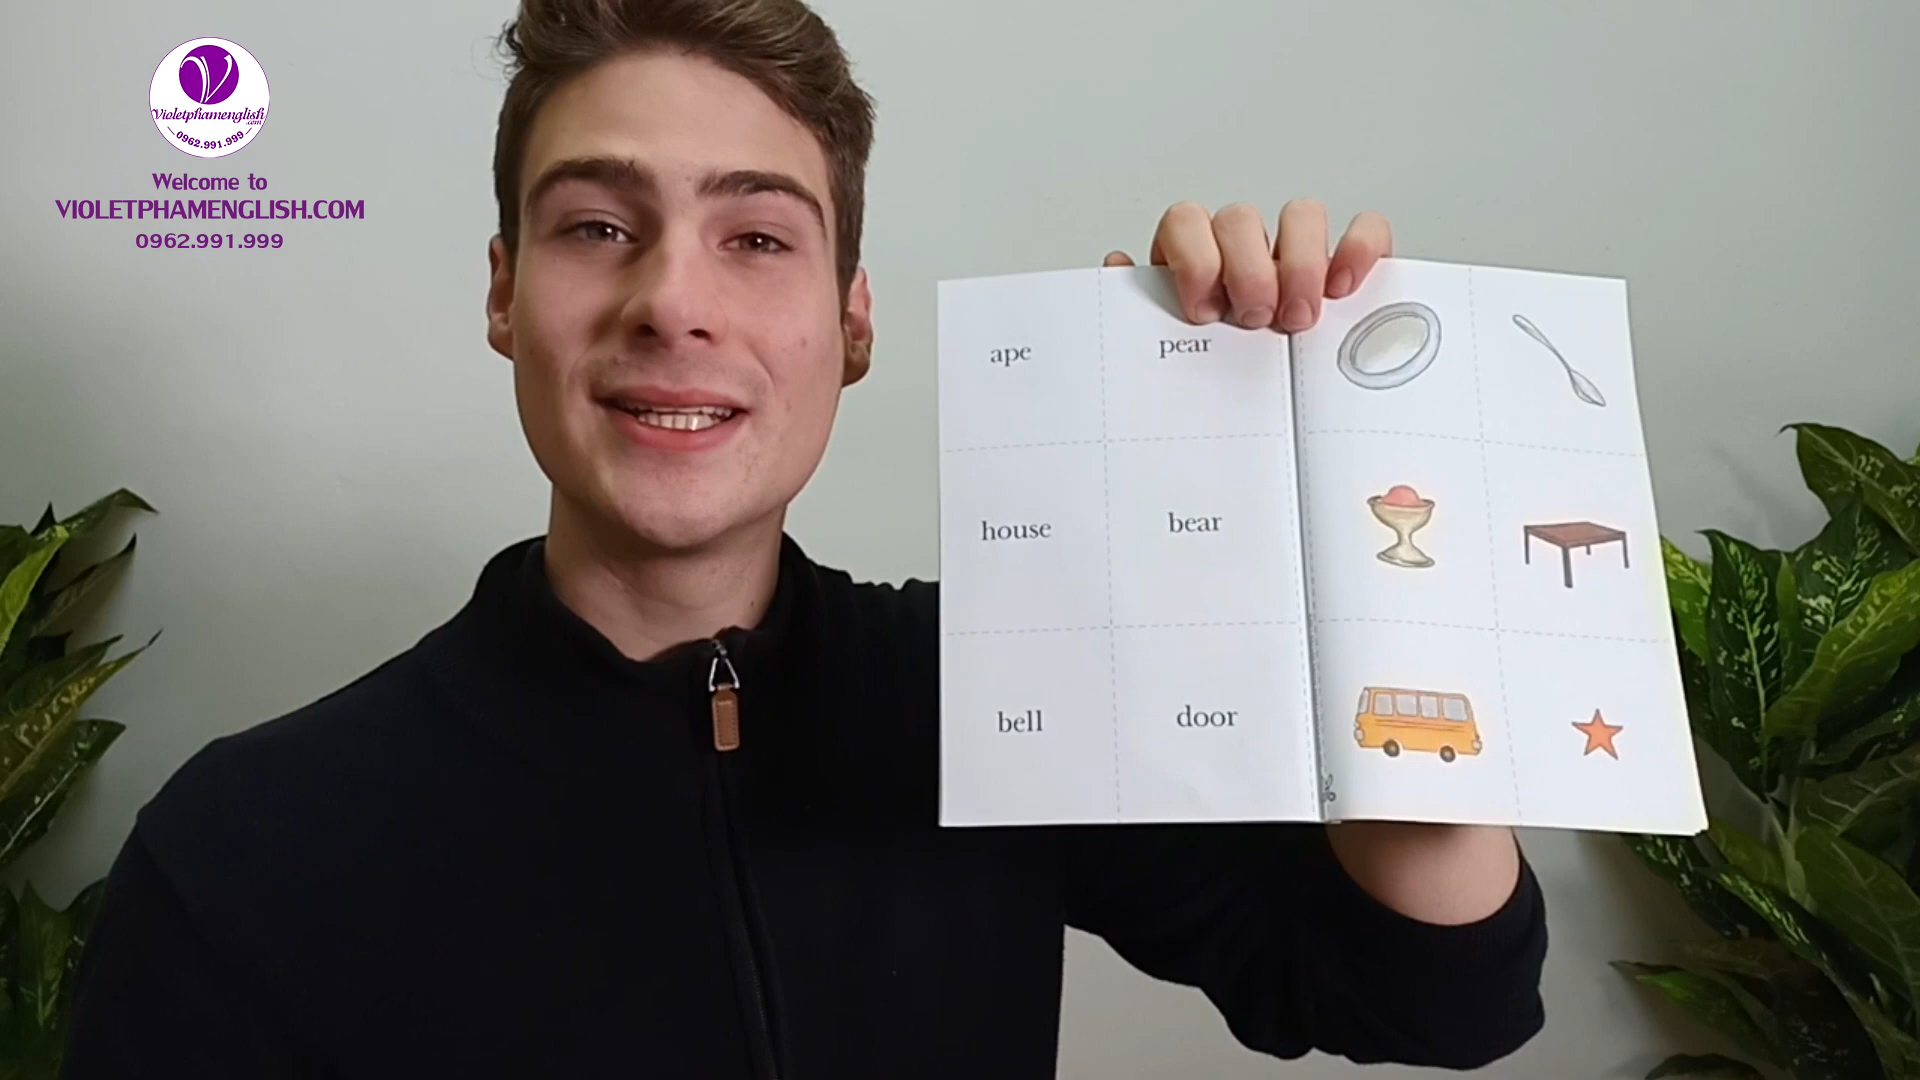 Violetphamenglish
.com
0962.991.999
Welcome to
VIOLETPHAMENGLISH.COM
0962.991.999
ape
pear
house
bear
bell
door